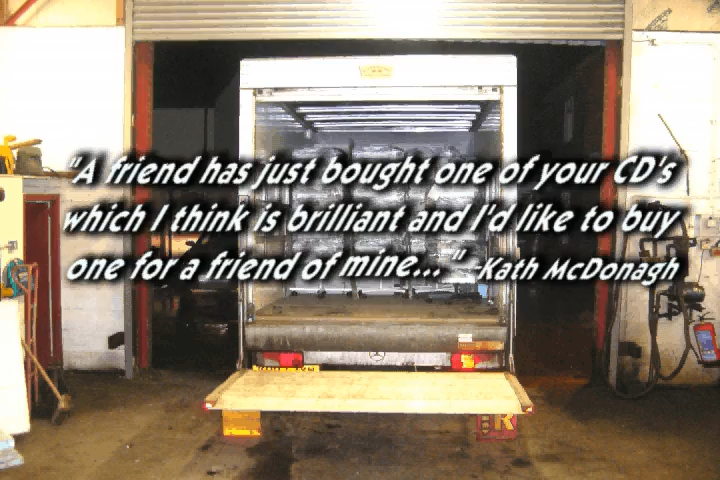 "A friend has just bought one of your CD's
which I think is brilliant and I'd like to buy
one for a friend of mine... " -Kath McDonagh
R